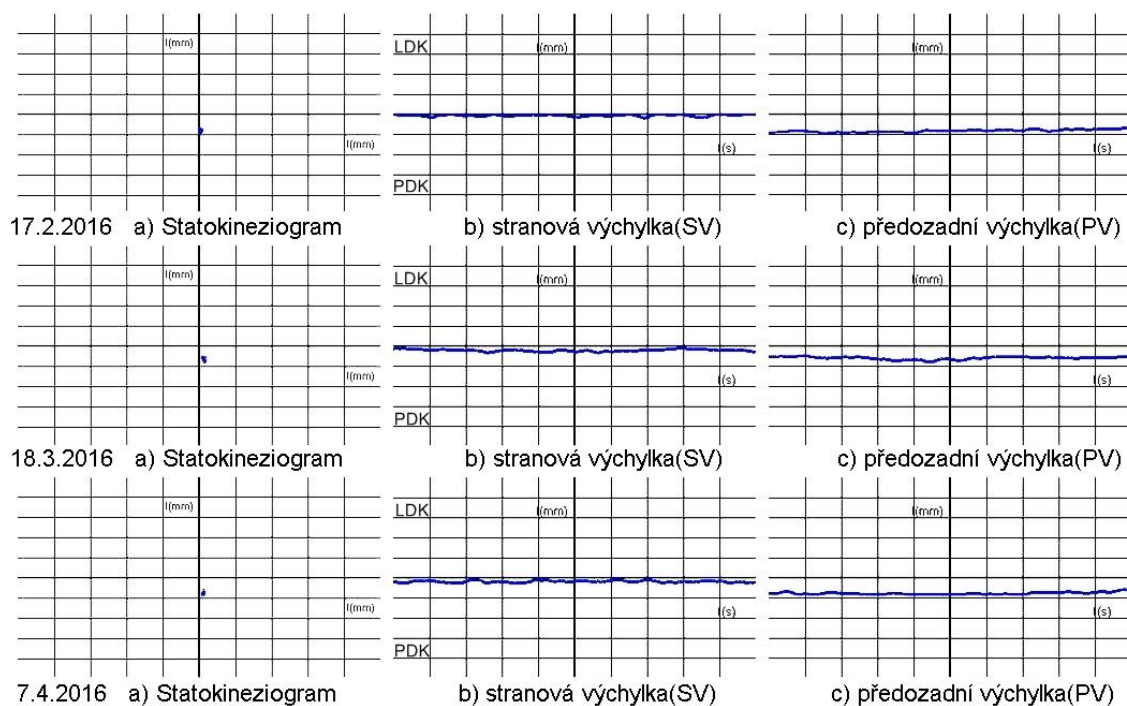 l(mm)
l(mm)
LDK
l(mm)
l(s)
PDK
l(mm)
l(s)
17.2.2016 a) Statokineziogram b) stranová výchylka(SV) c) předozadní výchylka(PV)
l(mm)
l(mm)
LDK
l(mm)
l(s)
PDK
l(mm)
l(s)
18.3.2016 a) Statokineziogram b) stranová výchylka(SV) c) předozadní výchylka(PV)
l(mm)
l(mm)
LDK
l(mm)
l(s)
PDK
l(mm)
l(s)
7.4.2016 a) Statokineziogram b) stranová výchylka(SV) c) předozadní výchylka(PV)